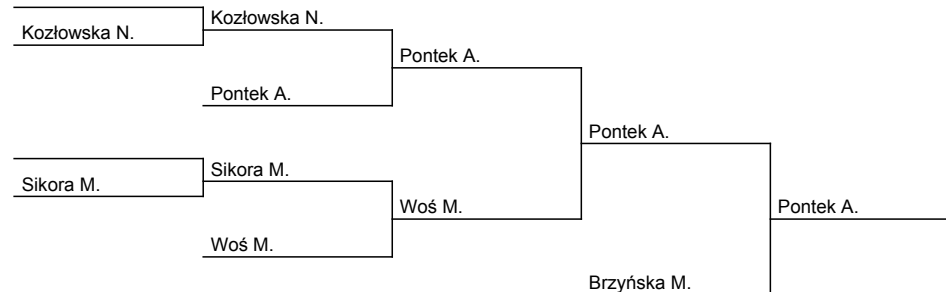 Kozłowska N.
Kozłowska N.
Pontek A.
Pontek A.
Pontek A.
Sikora M.
Sikora M.
Woś M.
Pontek A.
Woś M.
Brzyńska M.